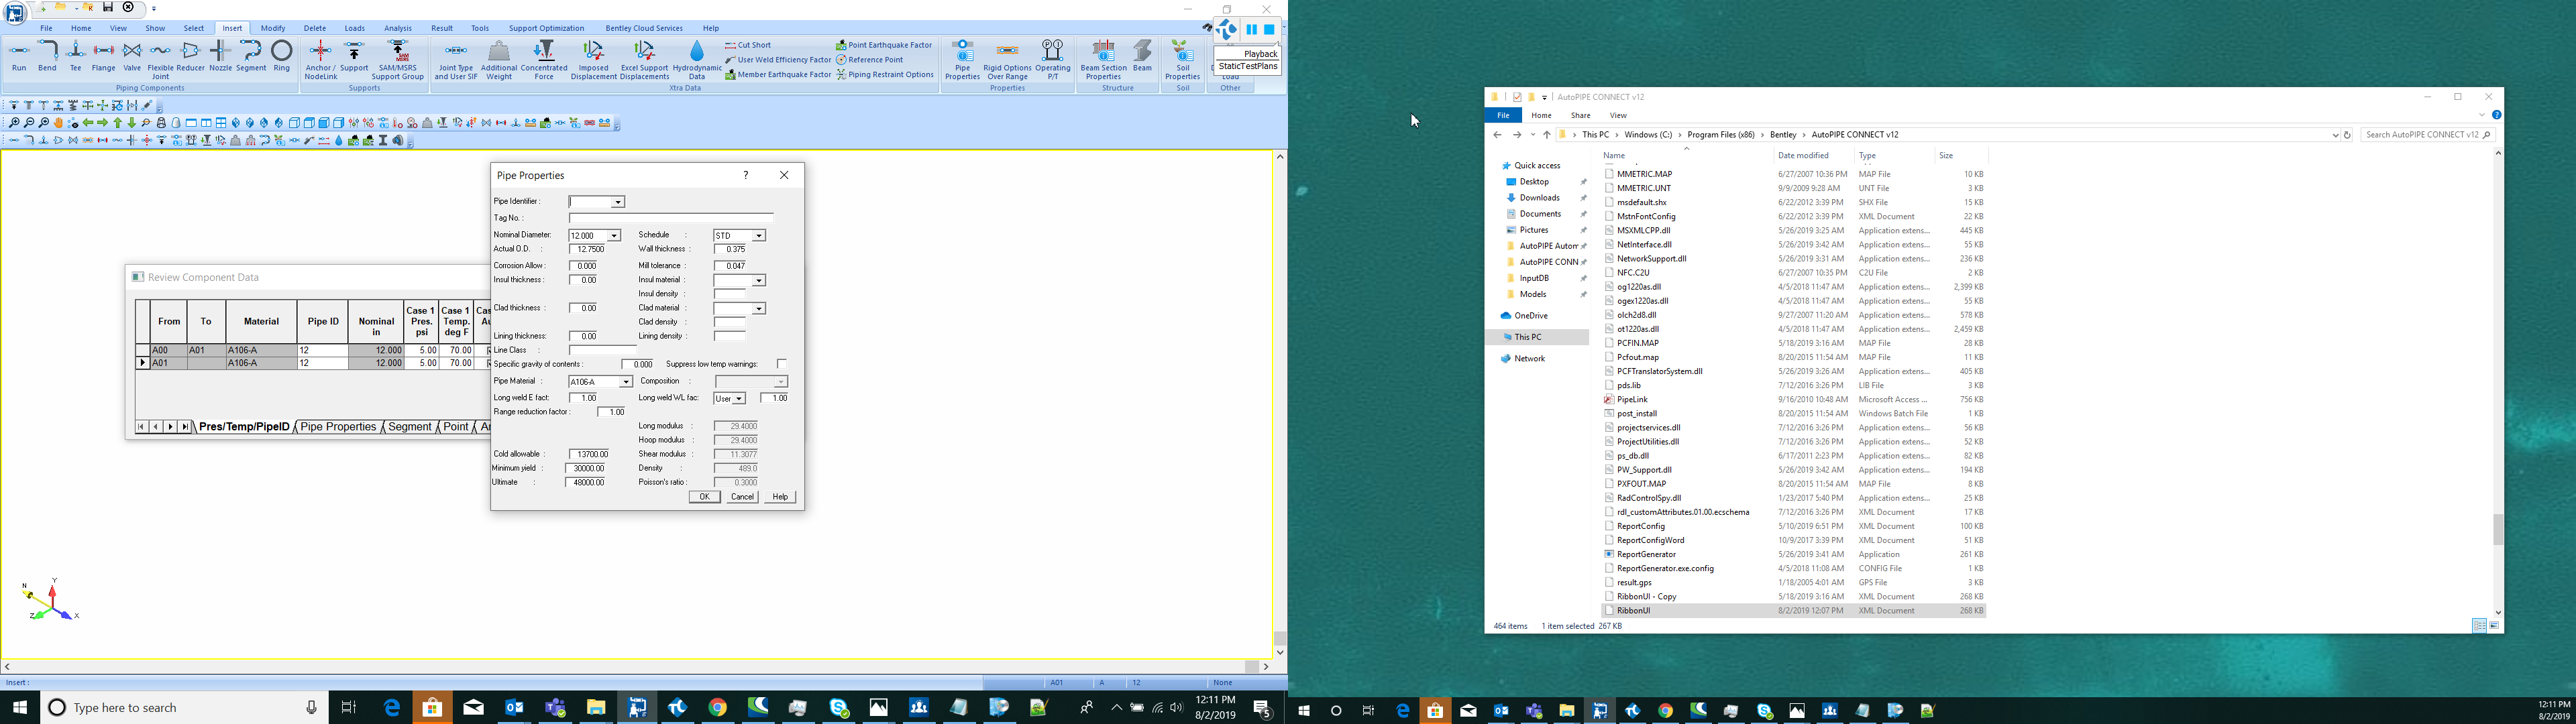 File Home View Show Select Insert Modify Delete Loads Analysis Result Tools Support Optimization Bentley Cloud Services Help
Playback
StaticTestPlans
Run Bend Tee Flange Valve Flexible Joint Reducer Nozzle Segment Ring
Piping Components
Anchor / NodeLink Support SAM/MSRS Support Group
Supports
Joint Type and User SIF Additional Weight Concentrated Force Imposed Displacement Excel Support Displacements Hydrodynamic Data
Cut Short
User Weld Efficiency Factor
Member Earthquake Factor
Point Earthquake Factor
Reference Point
Piping Restraint Options
Xtra Data
Pipe Properties Rigid Options Over Range Operating P/T
Properties
Beam Section Properties Beam
Structure
Soil Properties
Soil
Load
Other
Review Component Data
From To Material Pipe ID Nominal in Case 1 Pres. psi Case 1 Temp. deg F
A00 A01 A106-A 12 12.000 5.00 70.00
A01 A106-A 12 12.000 5.00 70.00
Pres/Temp/PipeID Pipe Properties Segment Point
Pipe Properties ?
Pipe Identifier :
Tag No. :
Nominal Diameter: 12.000 Schedule : STD
Actual O.D. : 12.7500 Wall thickness : 0.375
Corrosion Allow : 0.000 Mill tolerance : 0.047
Insul thickness : 0.00 Insul material :
Insul density :
Clad thickness : 0.00 Clad material :
Clad density :
Lining thickness: 0.00 Lining density :
Line Class :
Specific gravity of contents : 0.000 Suppress low temp warnings:
Pipe Material : A106-A Composition :
Long weld E fact: 1.00 Long weld WL fac: User 1.00
Range reduction factor : 1.00
Long modulus : 29.4000
Hoop modulus : 29.4000
Cold allowable : 13700.00 Shear modulus : 11.3077
Minimum yield : 30000.00 Density : 489.0
Ultimate : 48000.00 Poisson's ratio : 0.3000
OK Cancel Help
N Y Z X
Insert : A01 A 12 None
Type here to search
12:11 PM
8/2/2019
5
AutoPIPE CONNECT v12
File Home Share View
This PC > Windows (C:) > Program Files (x86) > Bentley > AutoPIPE CONNECT v12
Search AutoPIPE CONNECT v12
Quick access
Desktop
Downloads
Documents
Pictures
AutoPIPE Autom
AutoPIPE CONN
InputDB
Models
OneDrive
This PC
Network
Name Date modified Type Size
MMETRIC.MAP 6/27/2007 10:36 PM MAP File 10 KB
MMETRIC.UNT 9/9/2009 9:28 AM UNT File 3 KB
msdefault.shx 6/22/2012 3:39 PM SHX File 15 KB
MstnFontConfig 6/22/2012 3:39 PM XML Document 22 KB
MSXMLCPP.dll 5/26/2019 3:25 AM Application extens... 445 KB
NetInterface.dll 5/26/2019 3:42 AM Application extens... 55 KB
NetworkSupport.dll 5/26/2019 3:31 AM Application extens... 236 KB
NFC.C2U 6/27/2007 10:35 PM C2U File 2 KB
og1220as.dll 4/5/2018 11:47 AM Application extens... 2,399 KB
ogex1220as.dll 4/5/2018 11:47 AM Application extens... 55 KB
olch2d8.dll 9/27/2007 11:20 AM Application extens... 578 KB
ot1220as.dll 4/5/2018 11:47 AM Application extens... 2,459 KB
PCFIN.MAP 5/18/2019 3:16 AM MAP File 28 KB
Pcfout.map 8/20/2015 11:54 AM MAP File 11 KB
PCFTranslatorSystem.dll 5/26/2019 3:26 AM Application extens... 405 KB
pds.lib 7/12/2016 3:26 PM LIB File 3 KB
PipeLink 9/16/2010 10:48 AM Microsoft Access ... 756 KB
post_install 8/20/2015 11:54 AM Windows Batch File 1 KB
projectservices.dll 7/12/2016 3:26 PM Application extens... 56 KB
ProjectUtilities.dll 7/12/2016 3:26 PM Application extens... 52 KB
ps_db.dll 6/17/2011 2:23 PM Application extens... 82 KB
PW_Support.dll 5/26/2019 3:42 AM Application extens... 194 KB
PXFOUT.MAP 8/20/2015 11:54 AM MAP File 8 KB
RadControlSpy.dll 1/23/2017 5:40 PM Application extens... 25 KB
rdl_customAttributes.01.00.ecschema 7/12/2016 3:26 PM XML Document 17 KB
ReportConfig 5/10/2019 6:51 PM XML Document 100 KB
ReportConfigWord 10/9/2017 3:39 PM XML Document 51 KB
ReportGenerator 5/26/2019 3:41 AM Application 261 KB
ReportGenerator.exe.config 4/5/2018 11:08 AM CONFIG File 1 KB
result.gps 1/18/2005 4:01 AM GPS File 3 KB
RibbonUI - Copy 5/18/2019 3:16 AM XML Document 268 KB
RibbonUI 8/2/2019 12:07 PM XML Document 268 KB
464 items 1 item selected 267 KB
12:11 PM
8/2/2019